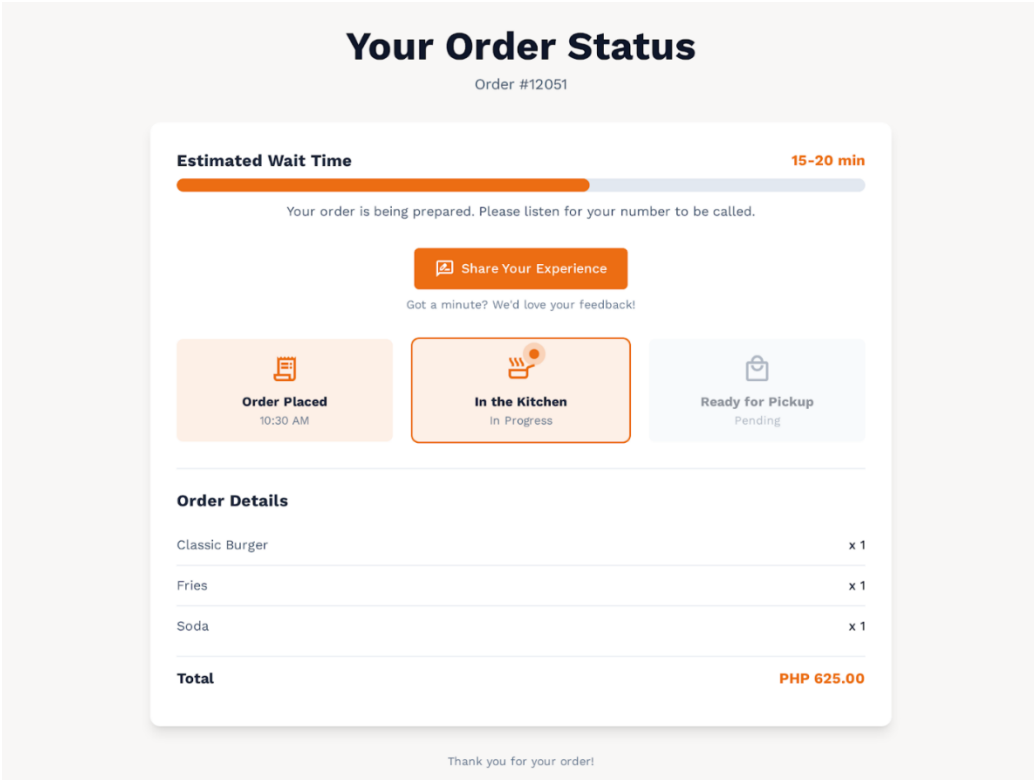 Your Order Status
Order #12051
Estimated Wait Time 15-20 min
Your order is being prepared. Please listen for your number to be called.
Share Your Experience
Got a minute? We'd love your feedback!
Order Placed
10:30 AM
In the Kitchen
In Progress
Ready for Pickup
Pending
Order Details
Classic Burger x 1
Fries x 1
Soda x 1
Total PHP 625.00
Thank you for your order!